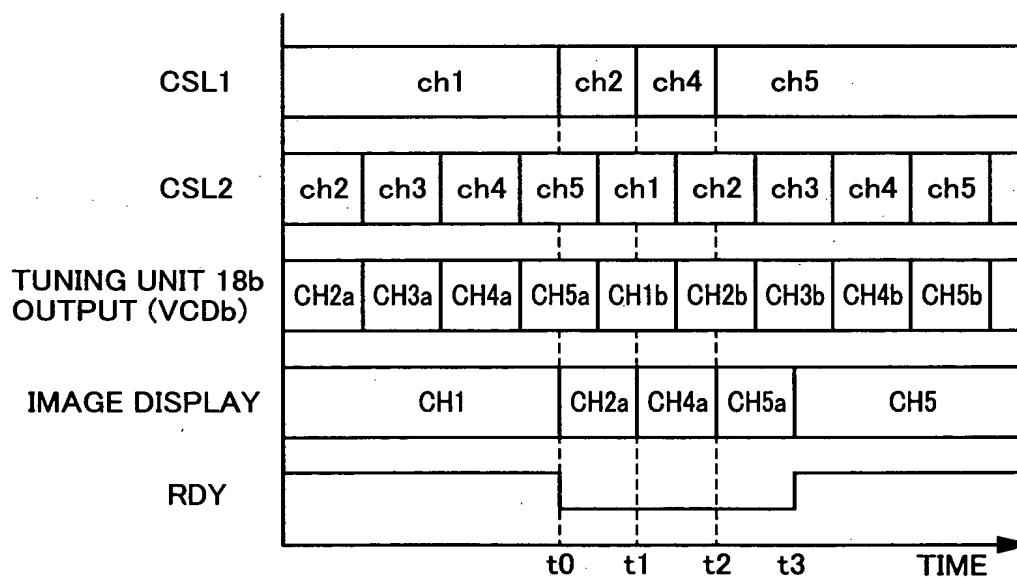 CSL1 ch1 ch2 ch4 ch5
CSL2 ch2 ch3 ch4 ch5 ch1 ch2 ch3 ch4 ch5
TUNING UNIT 18b
OUTPUT (VCDb) CH2a CH3a CH4a CH5a CH1b CH2b CH3b CH4b CH5b
IMAGE DISPLAY CH1 CH2a CH4a CH5a CH5
RDY
t0 t1 t2 t3 TIME